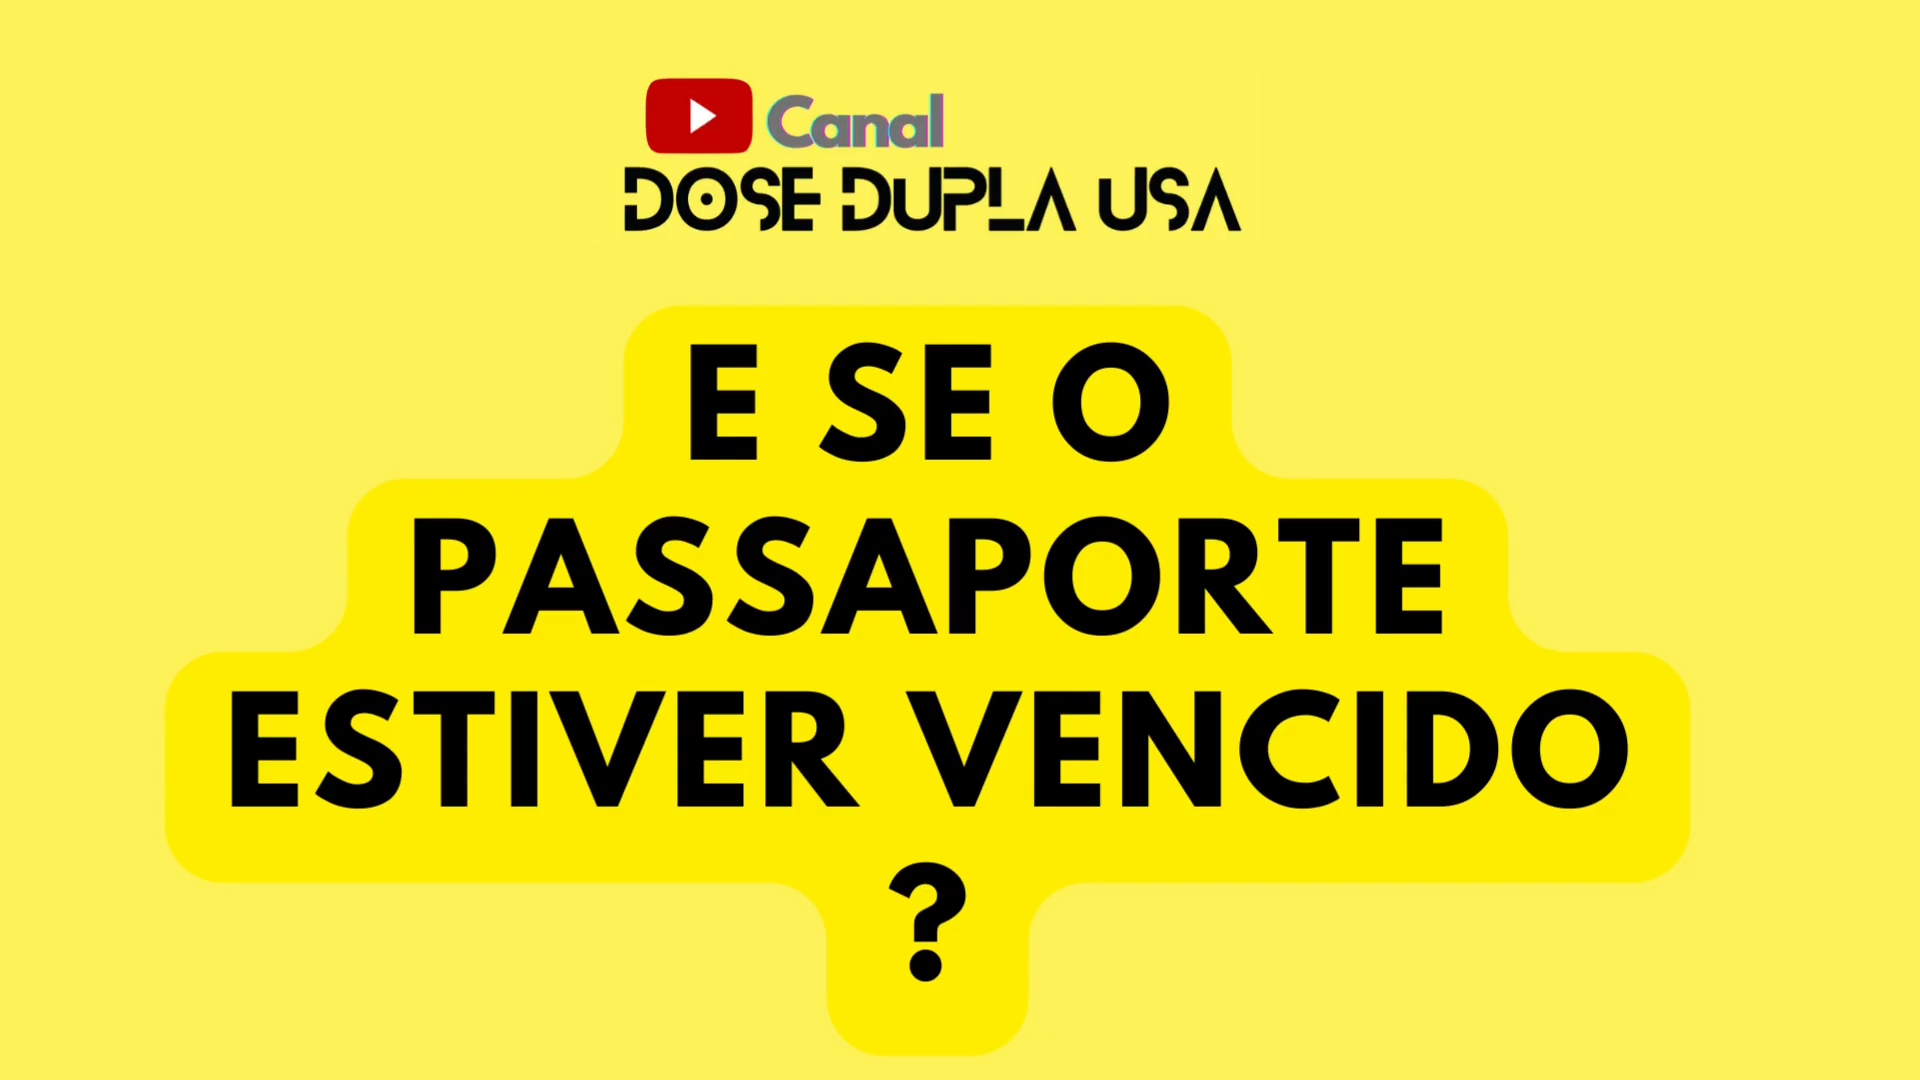 Canal
DOSE DUPLA USA
E SE O
PASSAPORTE
ESTIVER VENCIDO
?